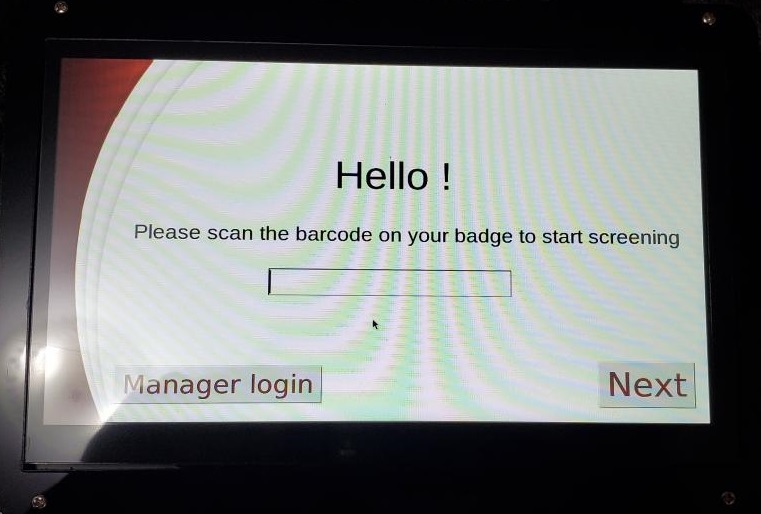 Hello !
Please scan the barcode on your badge to start screening
Manager login
Next